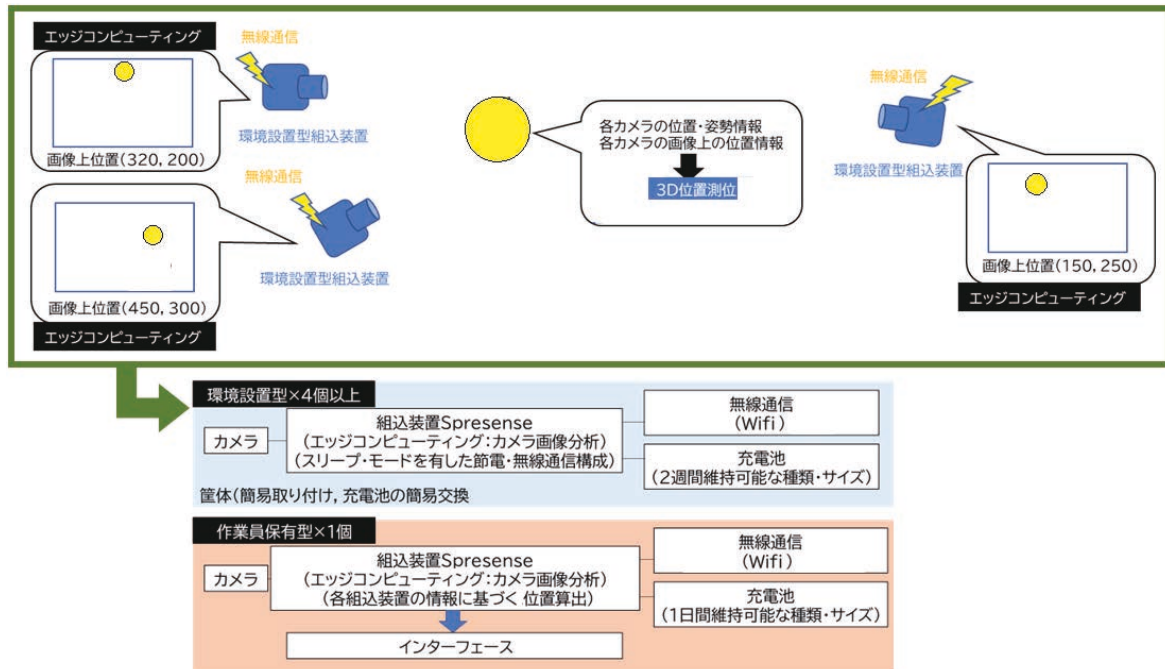 エッジコンピューティング
無線通信
環境設置型組込装置
画像上位置(320, 200)
無線通信
環境設置型組込装置
画像上位置(450, 300)
エッジコンピューティング
各カメラの位置・姿勢情報
各カメラの画像上の位置情報
3D位置測位
無線通信
環境設置型組込装置
画像上位置(150, 250)
エッジコンピューティング
環境設置型×4個以上
カメラ
組込装置Spresense
(エッジコンピューティング:カメラ画像分析)
(スリープ・モードを有した節電・無線通信構成)
無線通信
(Wifi)
充電池
(2週間維持可能な種類・サイズ)
筐体(簡易取り付け, 充電池の簡易交換
作業員保有型×1個
カメラ
組込装置Spresense
(エッジコンピューティング:カメラ画像分析)
(各組込装置の情報に基づく 位置算出)
無線通信
(Wifi)
充電池
(1日間維持可能な種類・サイズ)
インターフェース